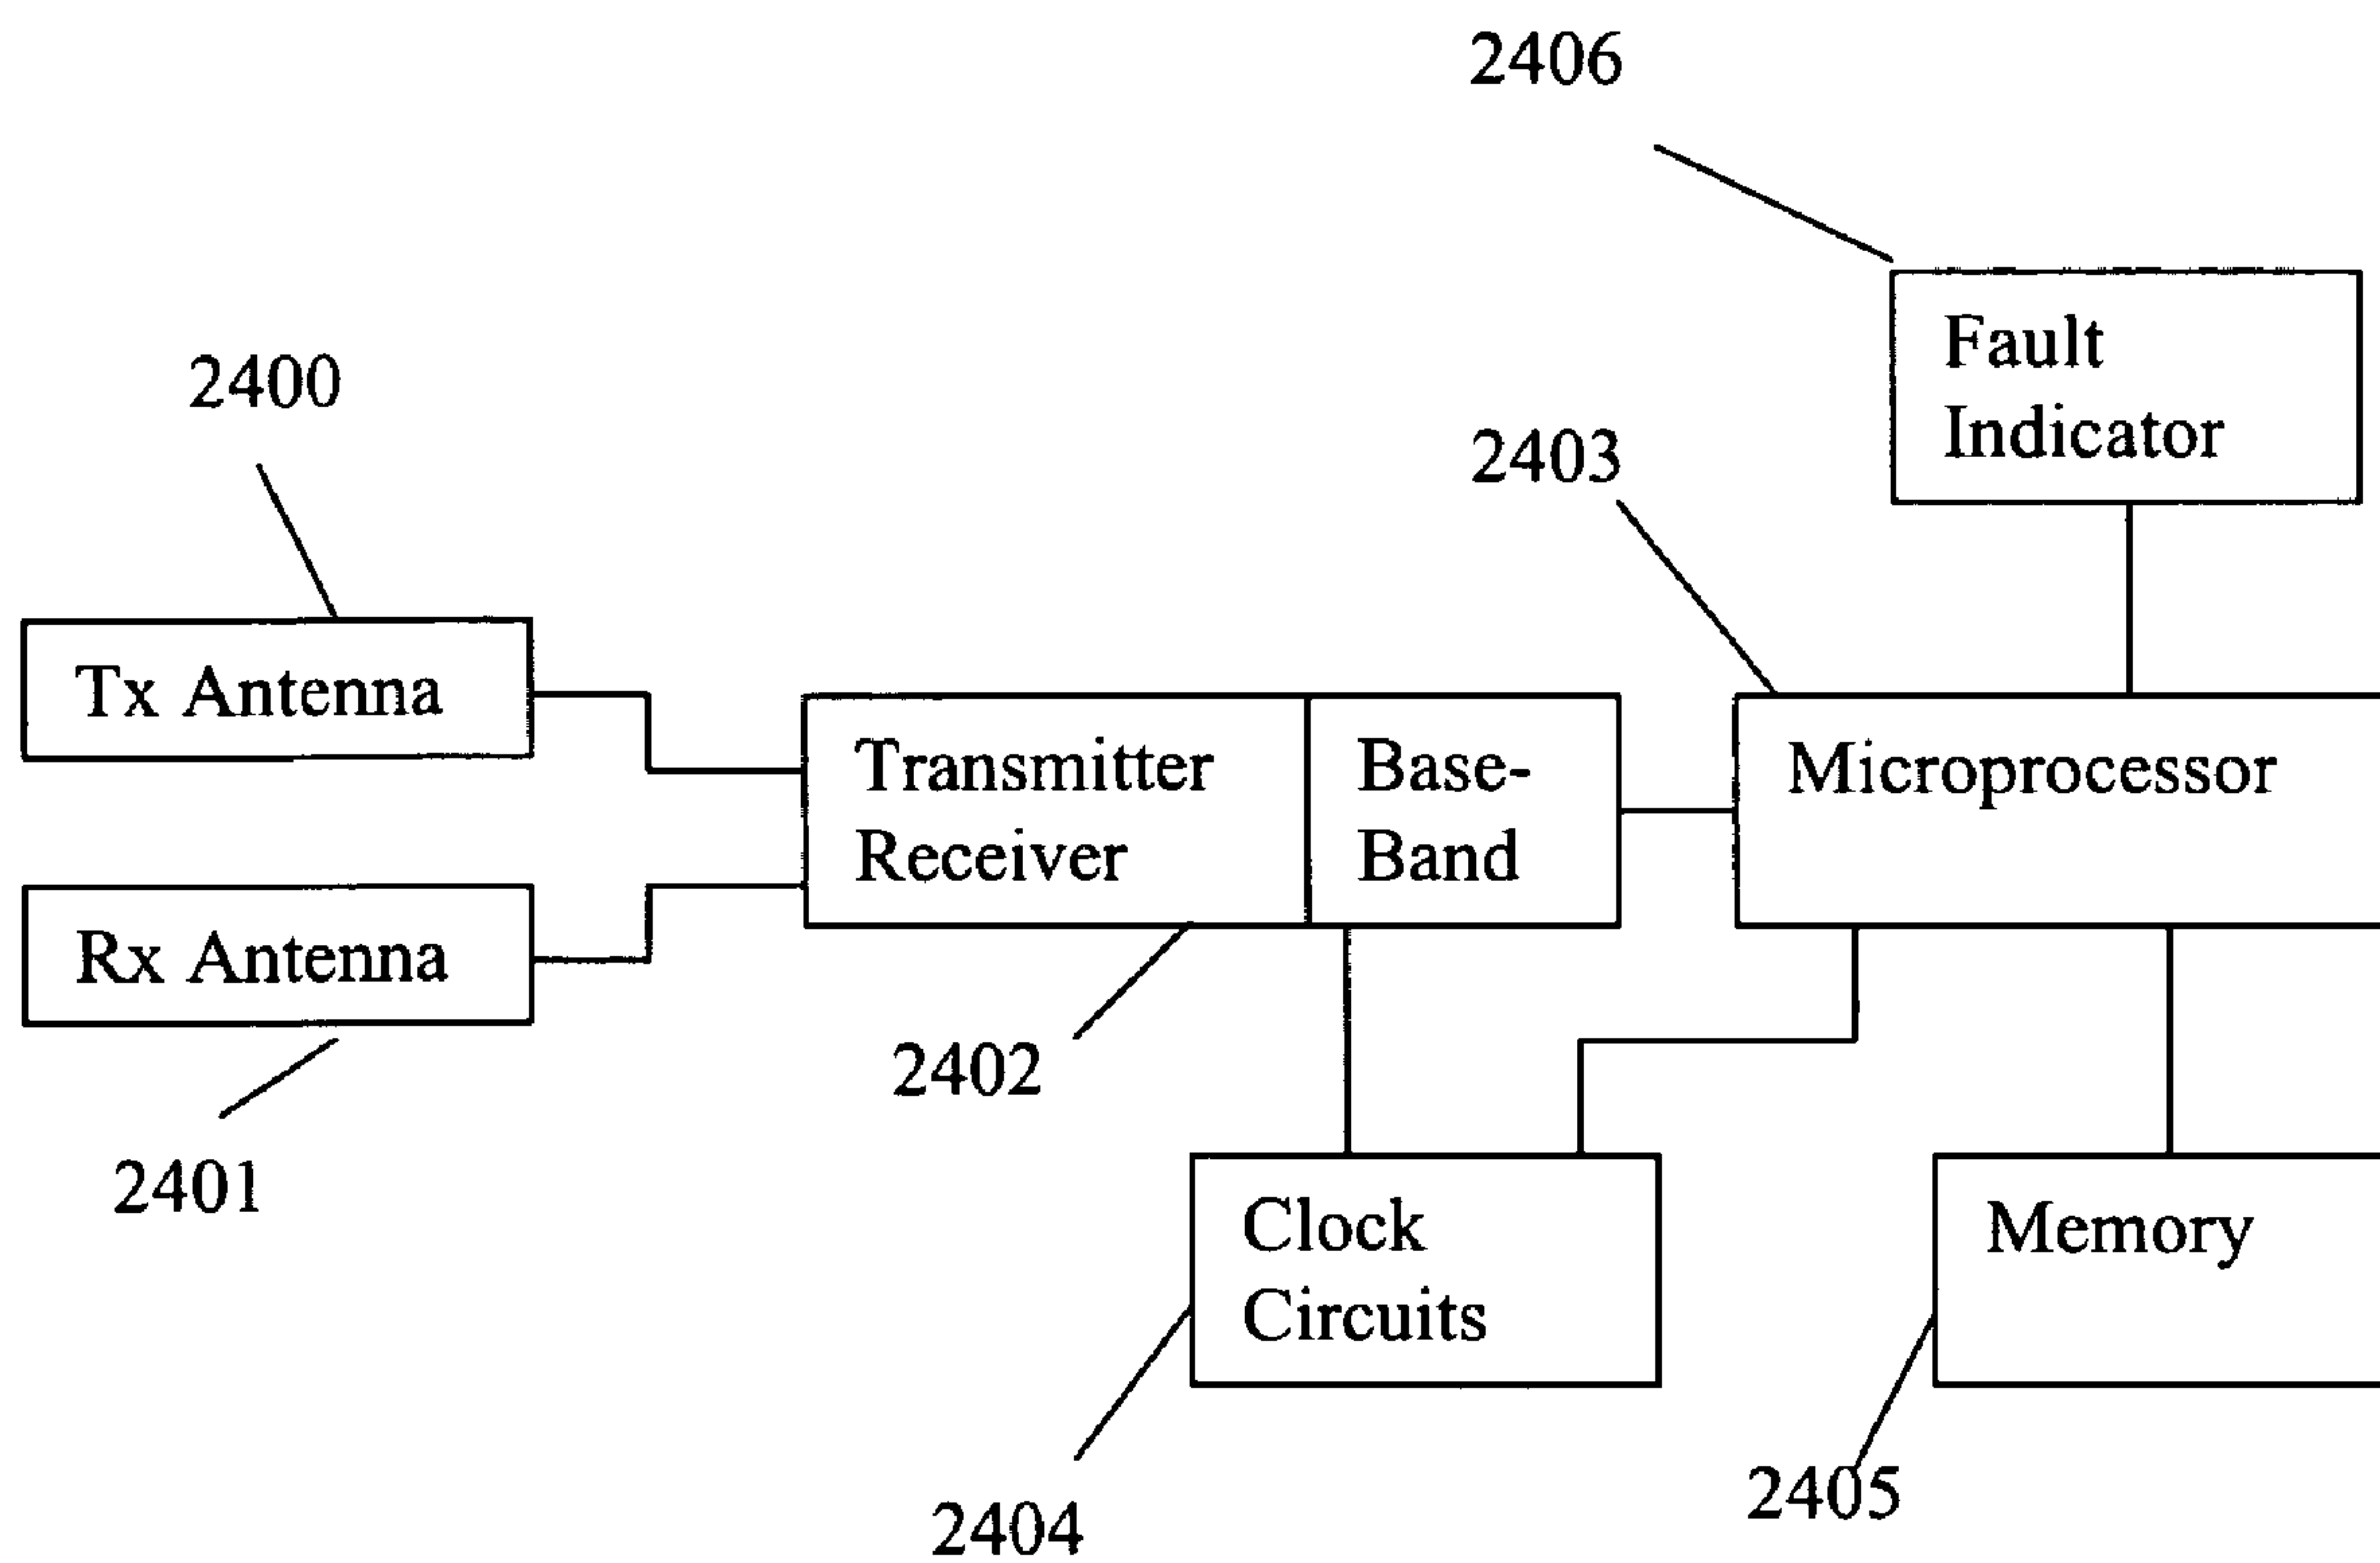 2406
Fault
Indicator
2400
2403
Tx Antenna
Transmitter
Receiver
Base-
Band
Microprocessor
Rx Antenna
2402
2401
Clock
Circuits
Memory
2404
2405